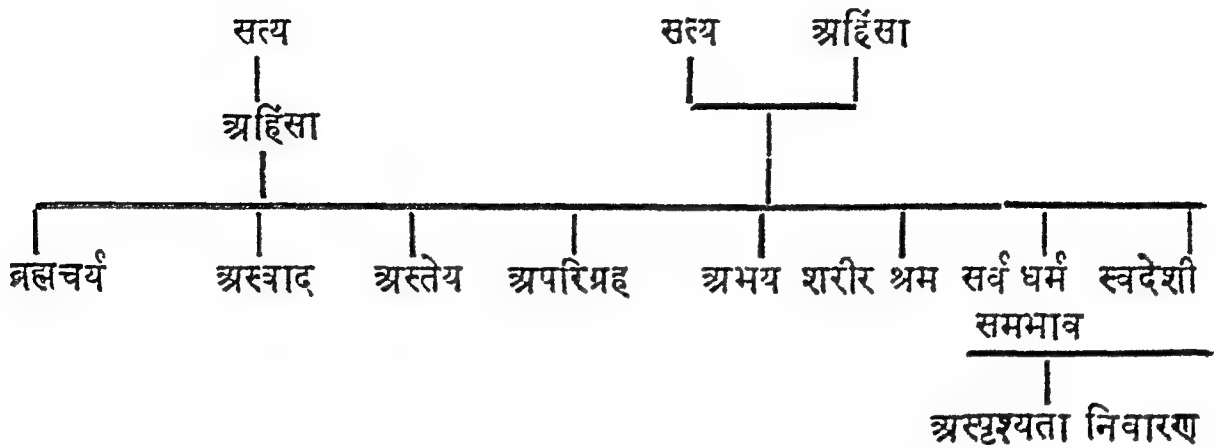 सत्य सत्य अहिंसा
अहिंसा
ब्रह्मचर्य अस्वाद अस्तेय अपरिग्रह अभय शरीर श्रम सर्व धर्म स्वदेशी
समभाव
अस्पृश्यता निवारण